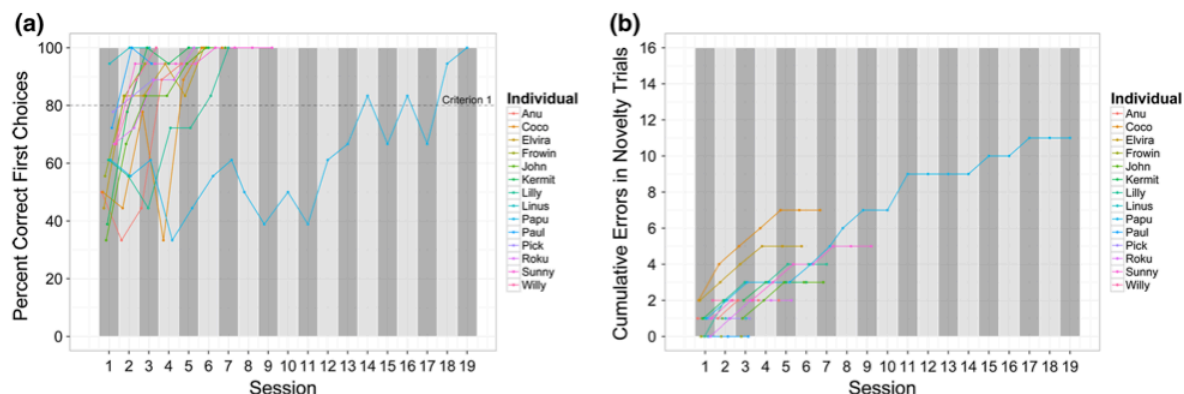 (a)
Percent Correct First Choices
100
80
60
40
20
0
Criterion 1
1 2 3 4 5 6 7 8 9 10 11 12 13 14 15 16 17 18 19
Session
Individual
Anu
Coco
Elvira
Frowin
John
Kermit
Lilly
Linus
Papu
Paul
Pick
Roku
Sunny
Willy
(b)
Cumulative Errors in Novelty Trials
16
14
12
10
8
6
4
2
0
1 2 3 4 5 6 7 8 9 10 11 12 13 14 15 16 17 18 19
Session
Individual
Anu
Coco
Elvira
Frowin
John
Kermit
Lilly
Linus
Papu
Paul
Pick
Roku
Sunny
Willy